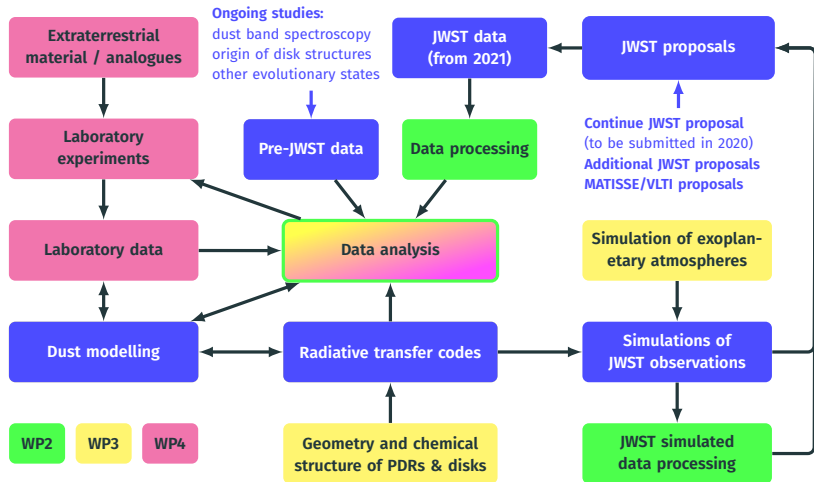 Extraterrestrial
material / analogues
Ongoing studies:
dust band spectroscopy
origin of disk structures
other evolutionary states
JWST data
(from 2021)
JWST proposals
Laboratory
experiments
Pre-JWST data
Data processing
Continue JWST proposal
(to be submitted in 2020)
Additional JWST proposals
MATISSE/VLTI proposals
Laboratory data
Data analysis
Simulation of exoplan-
etary atmospheres
Dust modelling
Radiative transfer codes
Simulations of
JWST observations
WP2
WP3
WP4
Geometry and chemical
structure of PDRs & disks
JWST simulated
data processing